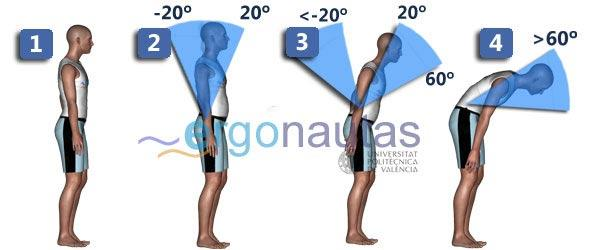 1
2
-20º
20º
3
<-20º
20º
60º
4
>60º
ergonautas
UNIVERSITAT
POLITÈCNICA
DE VALÈNCIA